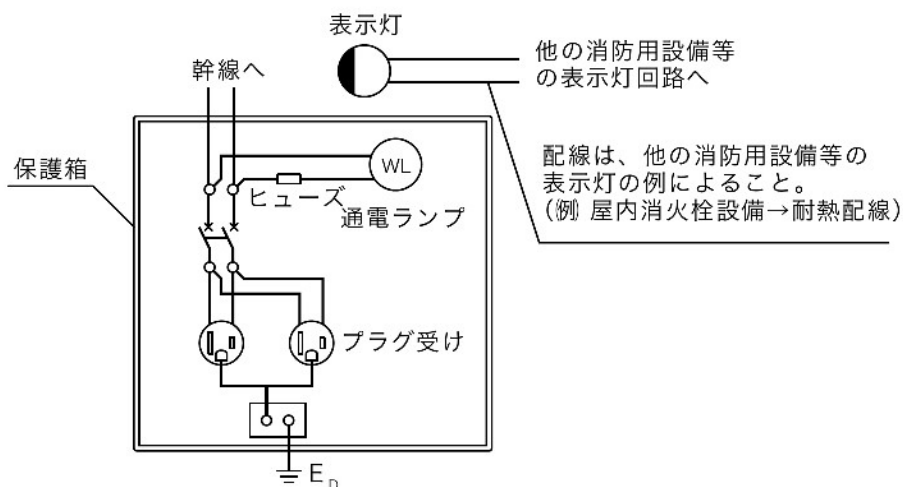 表示灯
他の消防用設備等
の表示灯回路へ
幹線へ
配線は、他の消防用設備等の
表示灯の例によること。
(例) 屋内消火栓設備→耐熱配線)
保護箱
WL
ヒューズ
通電ランプ
プラグ受け
E_D